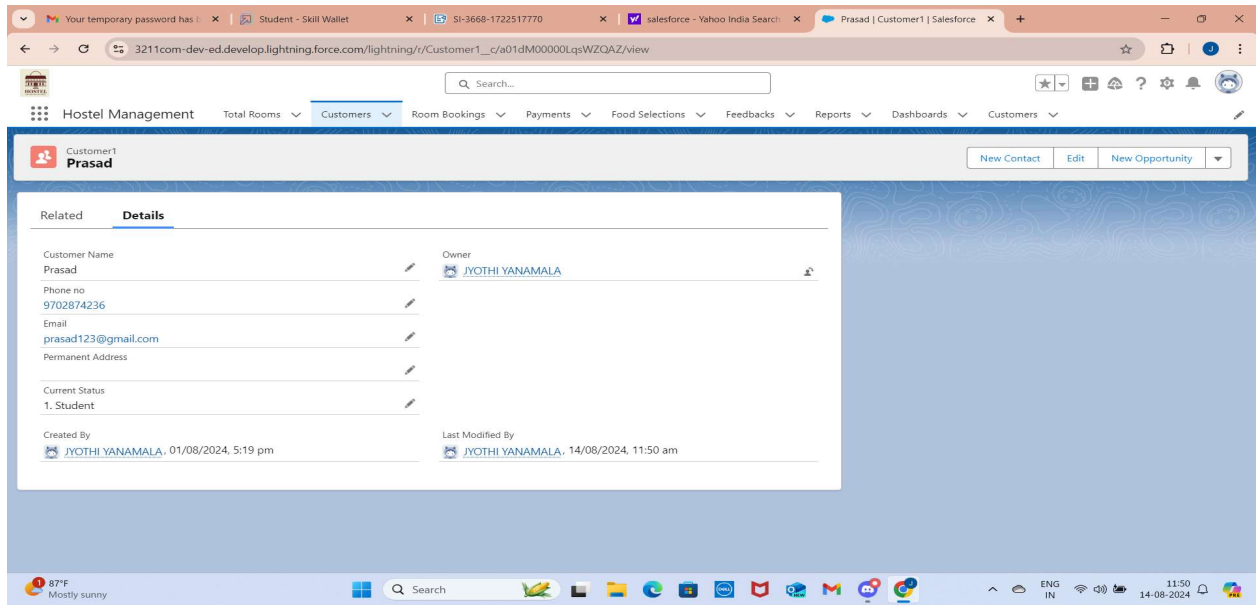 Your temporary password has b
Student - Skill Wallet
SI-3668-1722517770
salesforce - Yahoo India Search
Prasad | Customer1 | Salesforce
3211com-dev-ed.develop.lightning.force.com/lightning/r/Customer1__c/a01dM00000LqsWZQAZ/view
J
HOSTEL
Search...
Hostel Management
Total Rooms
Customers
Room Bookings
Payments
Food Selections
Feedbacks
Reports
Dashboards
Customers
Customer1
Prasad
New Contact
Edit
New Opportunity
Related
Details
Customer Name
Prasad
Owner
JYOTHI YANAMALA
Phone no
9702874236
Email
prasad123@gmail.com
Permanent Address
Current Status
1. Student
Created By
JYOTHI YANAMALA, 01/08/2024, 5:19 pm
Last Modified By
JYOTHI YANAMALA, 14/08/2024, 11:50 am
1
87°F
Mostly sunny
Search
DELL
ENG
IN
11:50
14-08-2024
PRE